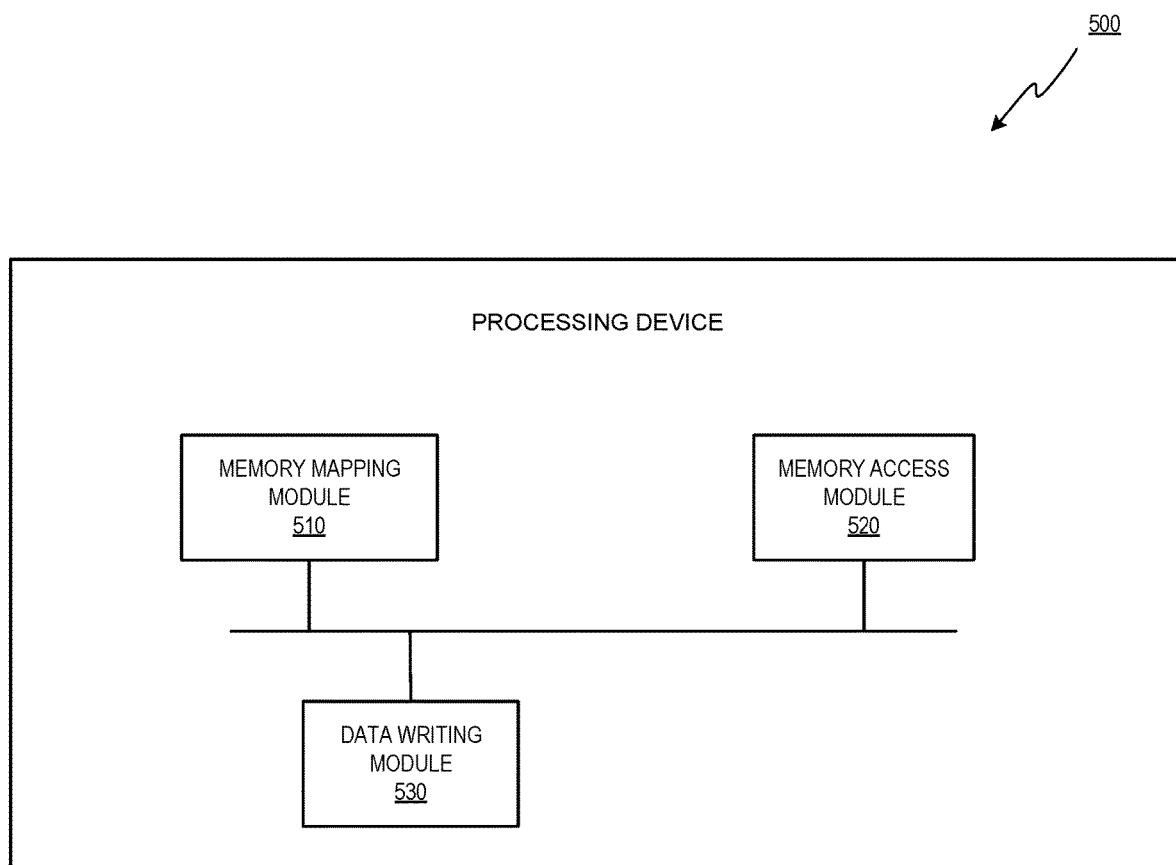 500
PROCESSING DEVICE
MEMORY MAPPING
MODULE
510
MEMORY ACCESS
MODULE
520
DATA WRITING
MODULE
530